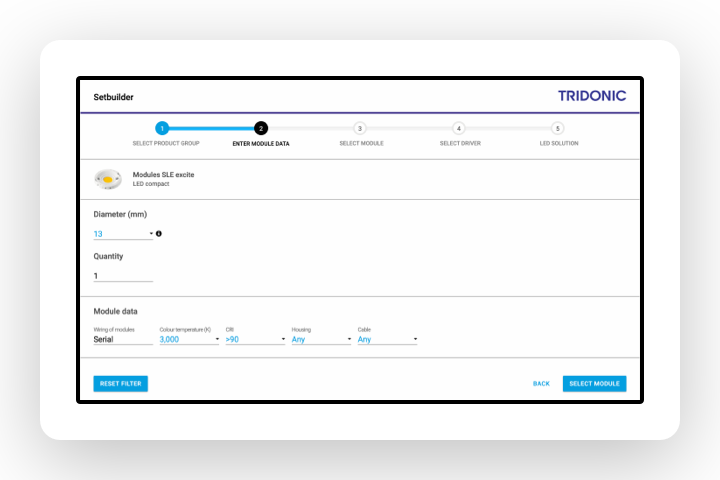 Setbuilder
TRIDONIC
1 2 3 4 5
SELECT PRODUCT GROUP ENTER MODULE DATA SELECT MODULE SELECT DRIVER LED SOLUTION
Modules SLE excite
LED compact
Diameter (mm)
13
Quantity
1
Module data
Wiring of modules Colour temperature (K) CRI Housing Cable
Serial 3,000 >90 Any Any
RESET FILTER BACK SELECT MODULE